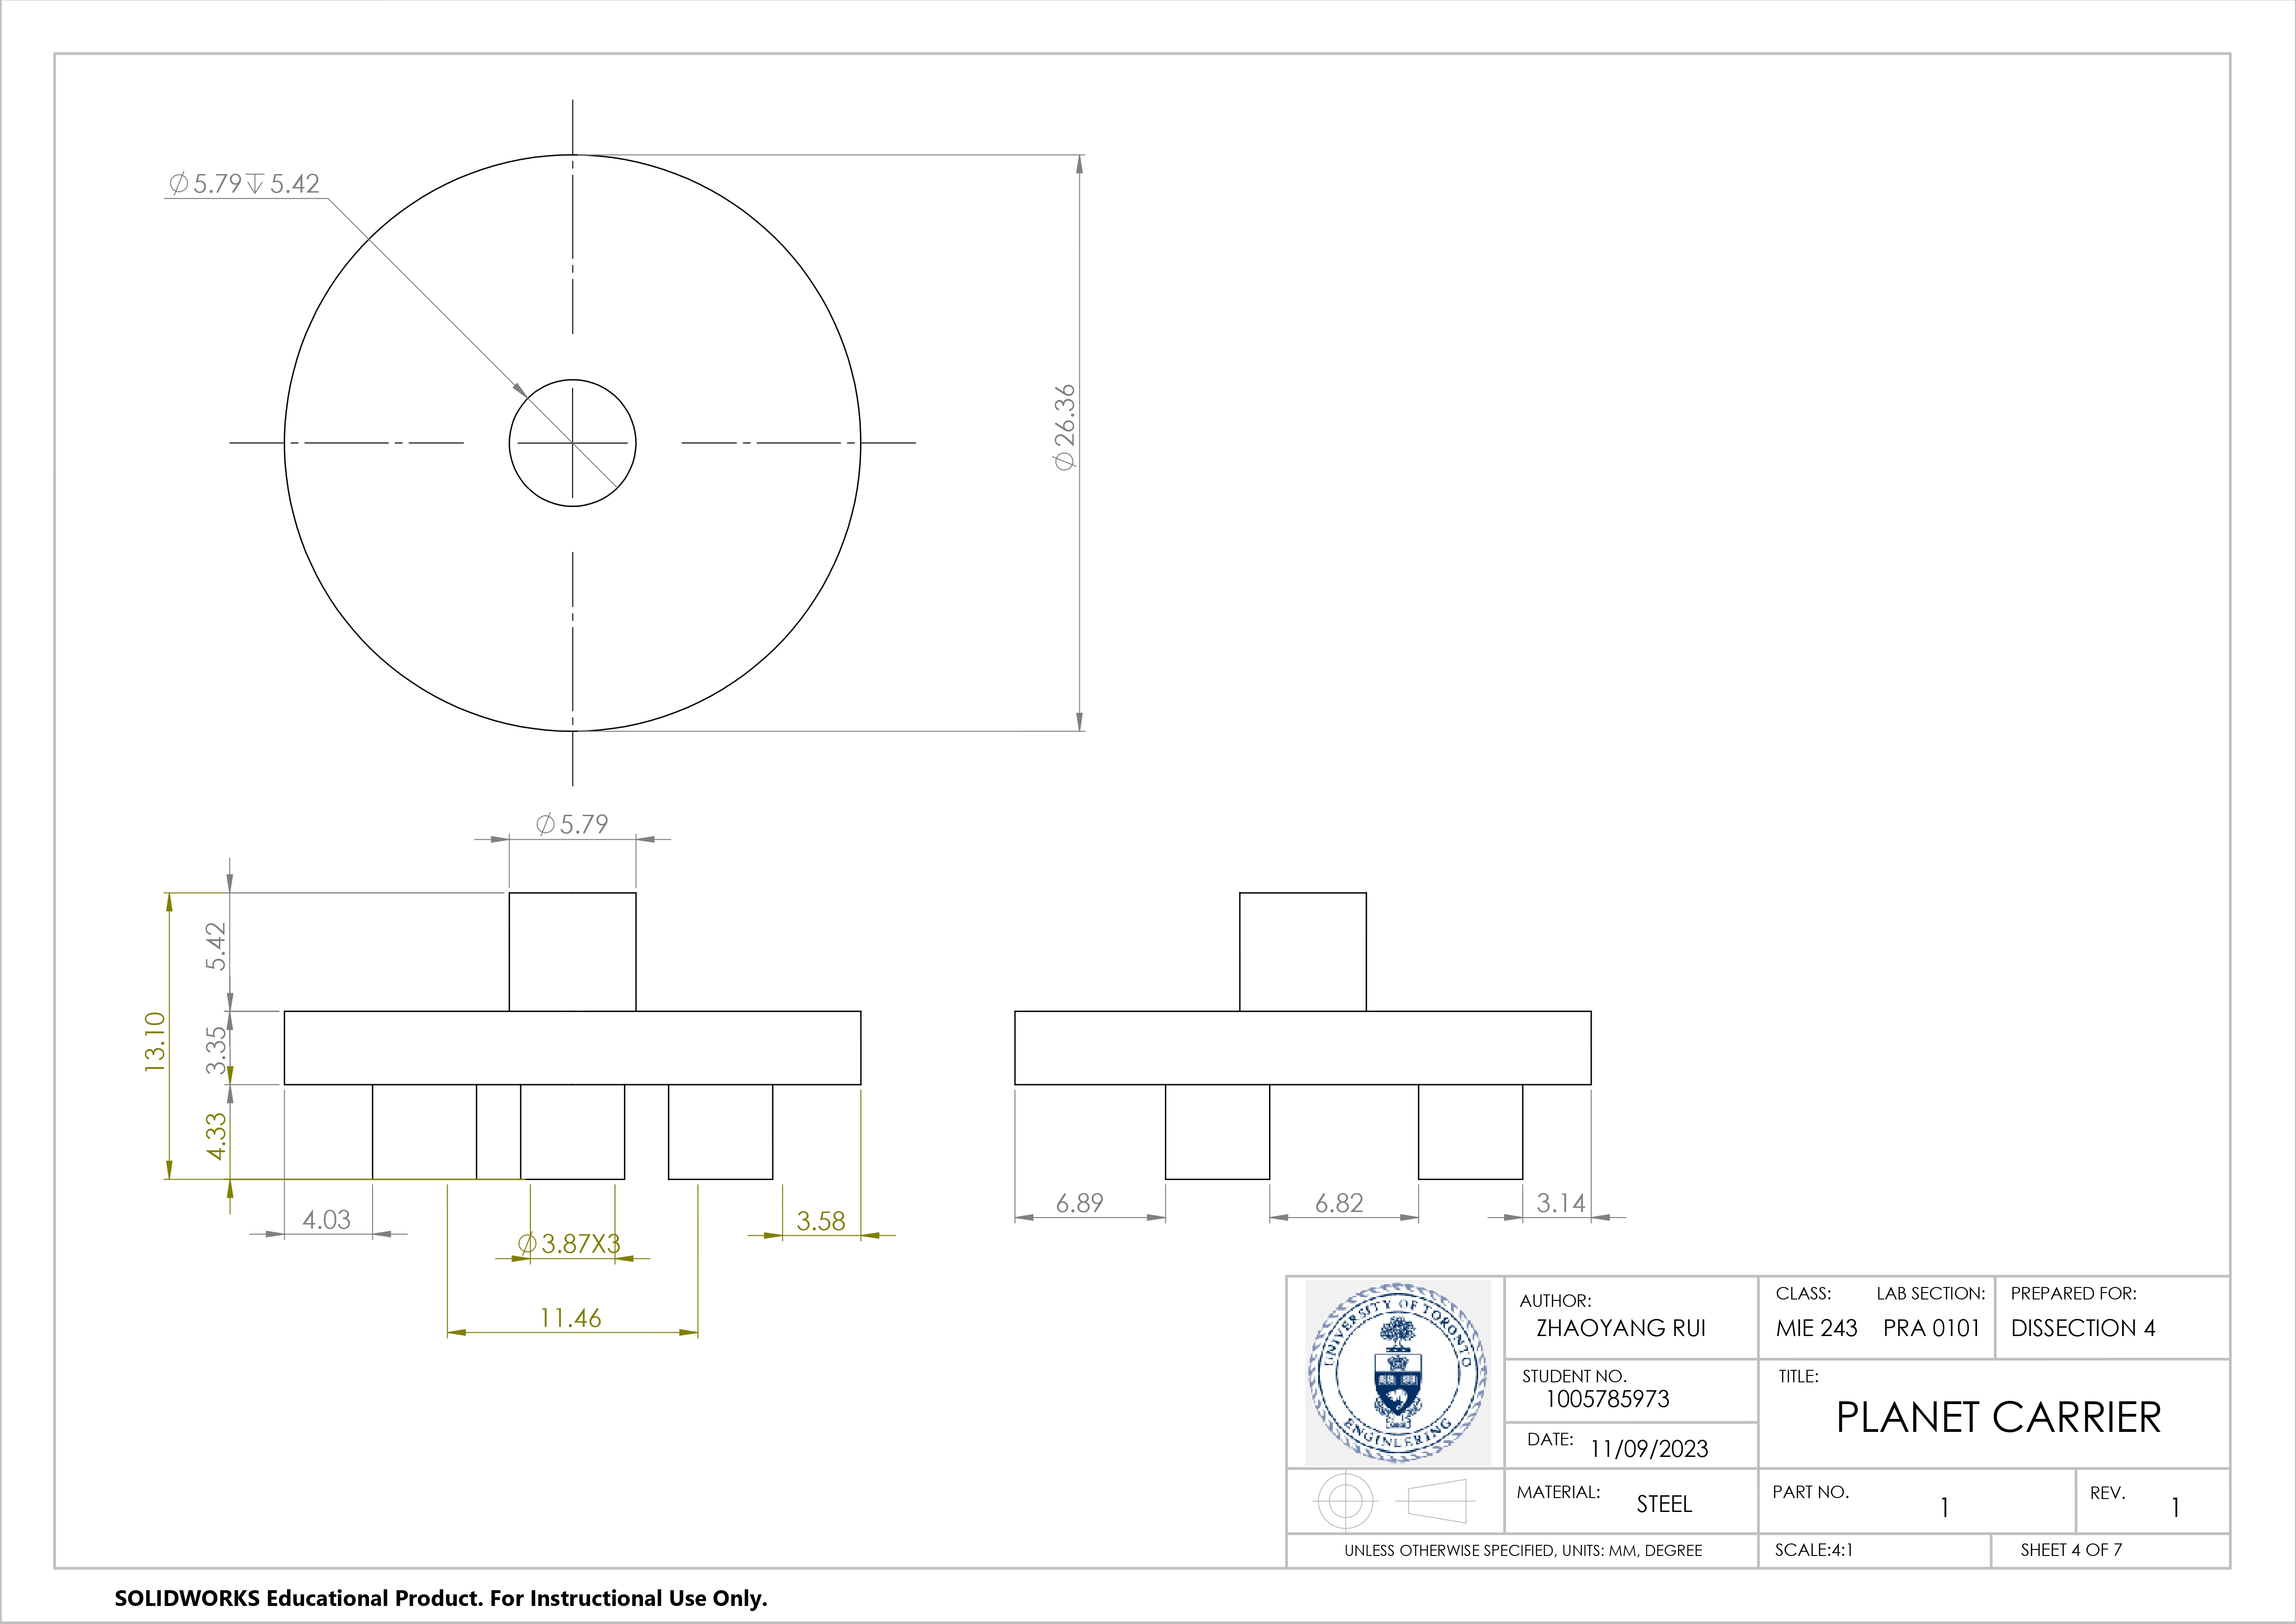 ∅5.79↧5.42
∅26.36
∅5.79
5.42
13.10
3.35
4.33
4.03
∅3.87X3
3.58
11.46
6.89
6.82
3.14
UNIVERSITY OF TORONTO
ENGINEERING
AUTHOR:
ZHAOYANG RUI
CLASS: LAB SECTION:
MIE 243 PRA 0101
PREPARED FOR:
DISSECTION 4
STUDENT NO.
1005785973
DATE: 11/09/2023
TITLE:
PLANET CARRIER
MATERIAL: STEEL
PART NO. 1
REV. 1
UNLESS OTHERWISE SPECIFIED, UNITS: MM, DEGREE
SCALE:4:1
SHEET 4 OF 7
SOLIDWORKS Educational Product. For Instructional Use Only.